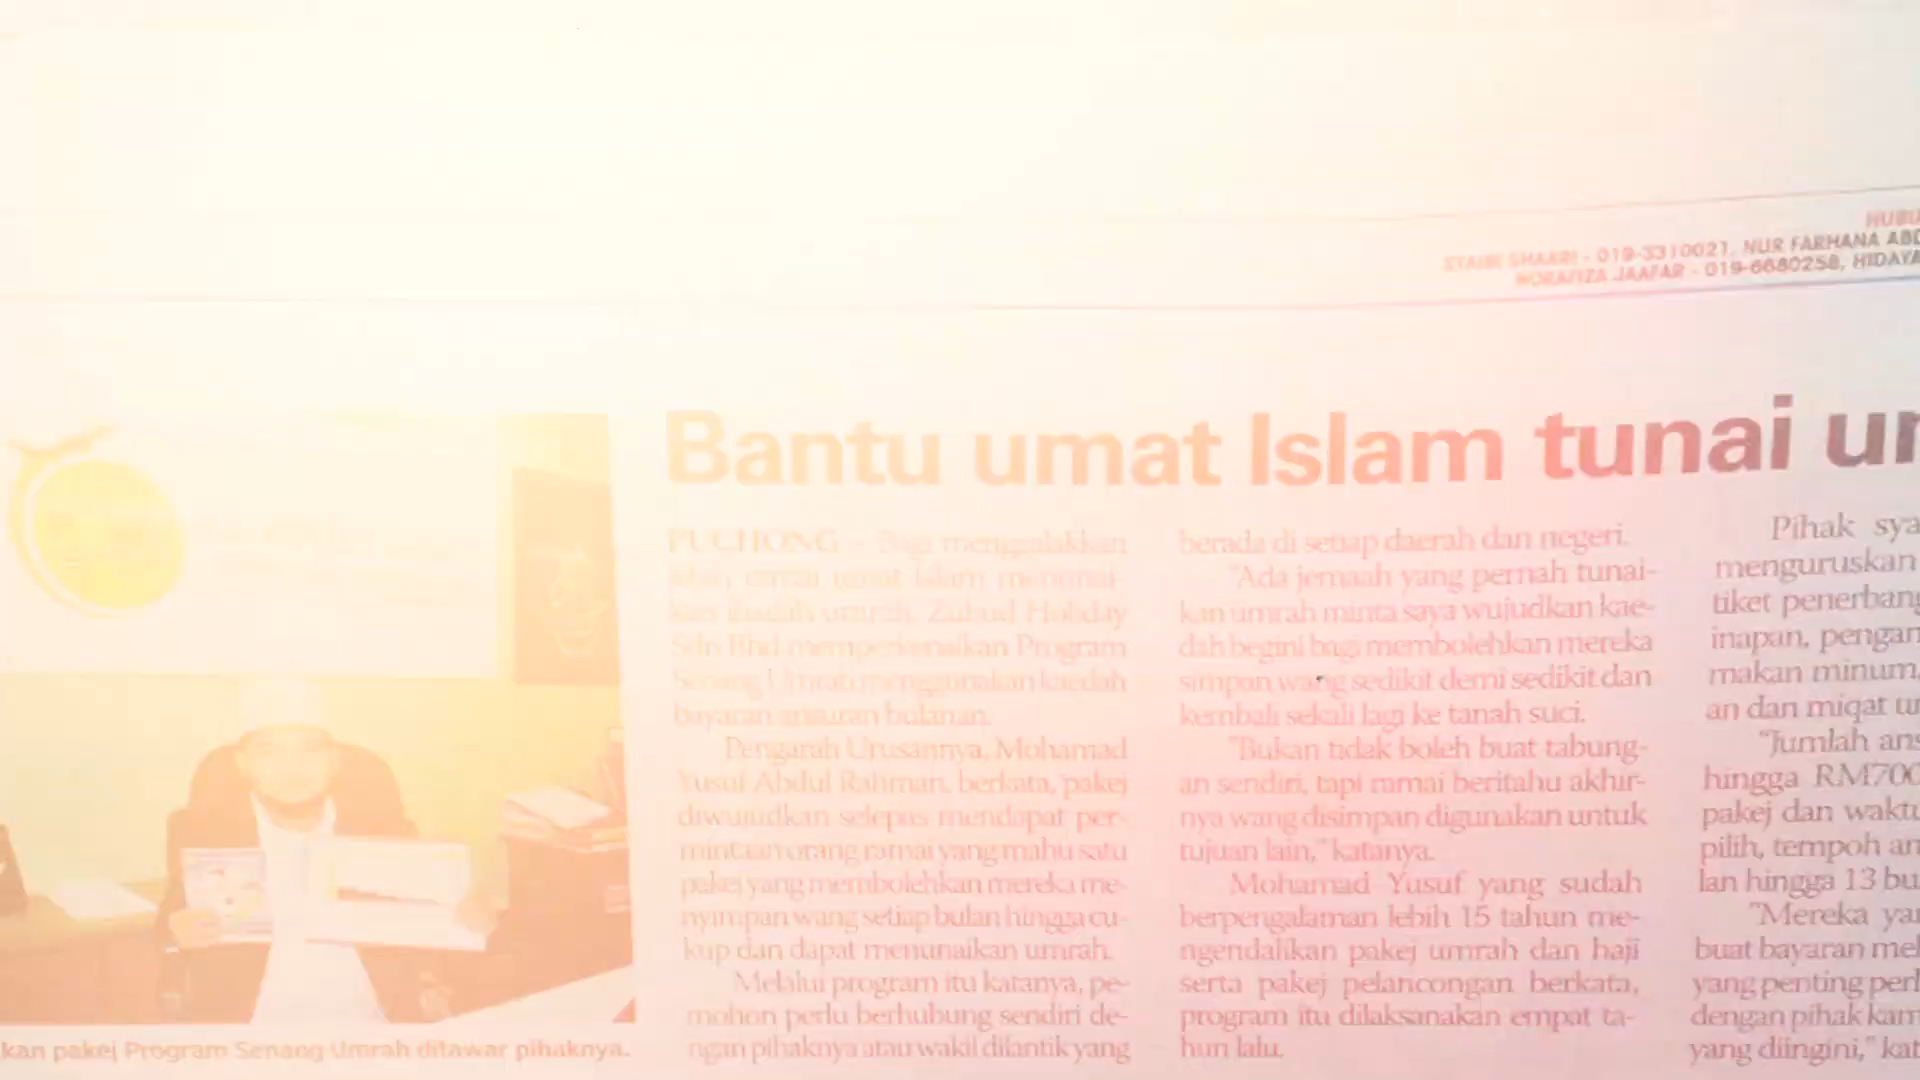 HUBU
SYAIBI SHAARI - 019-3310021, NUR FARHANA ABD
NORAFIZA JAAFAR - 019-6680258, HIDAYA
Bantu umat Islam tunai um
PUCHONG - Bagi menggalakkan
lebih ramai umat Islam menunai-
kan ibadah umrah, Zuhud Holiday
Sdn Bhd memperkenalkan Program
Senang Umrah menggunakan kaedah
bayaran ansuran bulanan.
Pengarah Urusannya, Mohamad
Yusuf Abdul Rahman, berkata, pakej
diwujudkan selepas mendapat per-
mintaan orang ramai yang mahu satu
pakej yang membolehkan mereka me-
nyimpan wang setiap bulan hingga cu-
kup dan dapat menunaikan umrah.
Melalui program itu katanya, pe-
mohon perlu berhubung sendiri de-
ngan pihaknya atau wakil dilantik yang
berada di setiap daerah dan negeri.
"Ada jemaah yang pernah tunai-
kan umrah minta saya wujudkan kae-
dah begini bagi membolehkan mereka
simpan wang sedikit demi sedikit dan
kembali sekali lagi ke tanah suci.
"Bukan tidak boleh buat tabung-
an sendiri, tapi ramai beritahu akhir-
nya wang disimpan digunakan untuk
tujuan lain," katanya.
Mohamad Yusuf yang sudah
berpengalaman lebih 15 tahun me-
ngendalikan pakej umrah dan haji
serta pakej pelancongan berkata,
program itu dilaksanakan empat ta-
hun lalu.
Pihak sya
menguruskan
tiket penerbang
inapan, pengan
makan minum,
an dan miqat um
"Jumlah ans
hingga RM700
pakej dan waktu
pilih, tempoh an
lan hingga 13 bu
"Mereka yan
buat bayaran mel
yang penting perl
dengan pihak kam
yang diingini," kat
kan pakej Program Senang Umrah ditawar pihaknya.